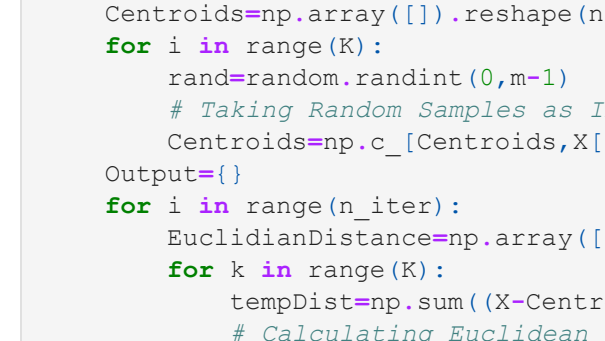 Centroids=np.array([]).reshape(n
for i in range(K):
rand=random.randint(0,m-1)
# Taking Random Samples as I
Centroids=np.c_[Centroids,X[
Output={}
for i in range(n_iter):
EuclidianDistance=np.array([
for k in range(K):
tempDist=np.sum((X-Centr
# Calculating Euclidean